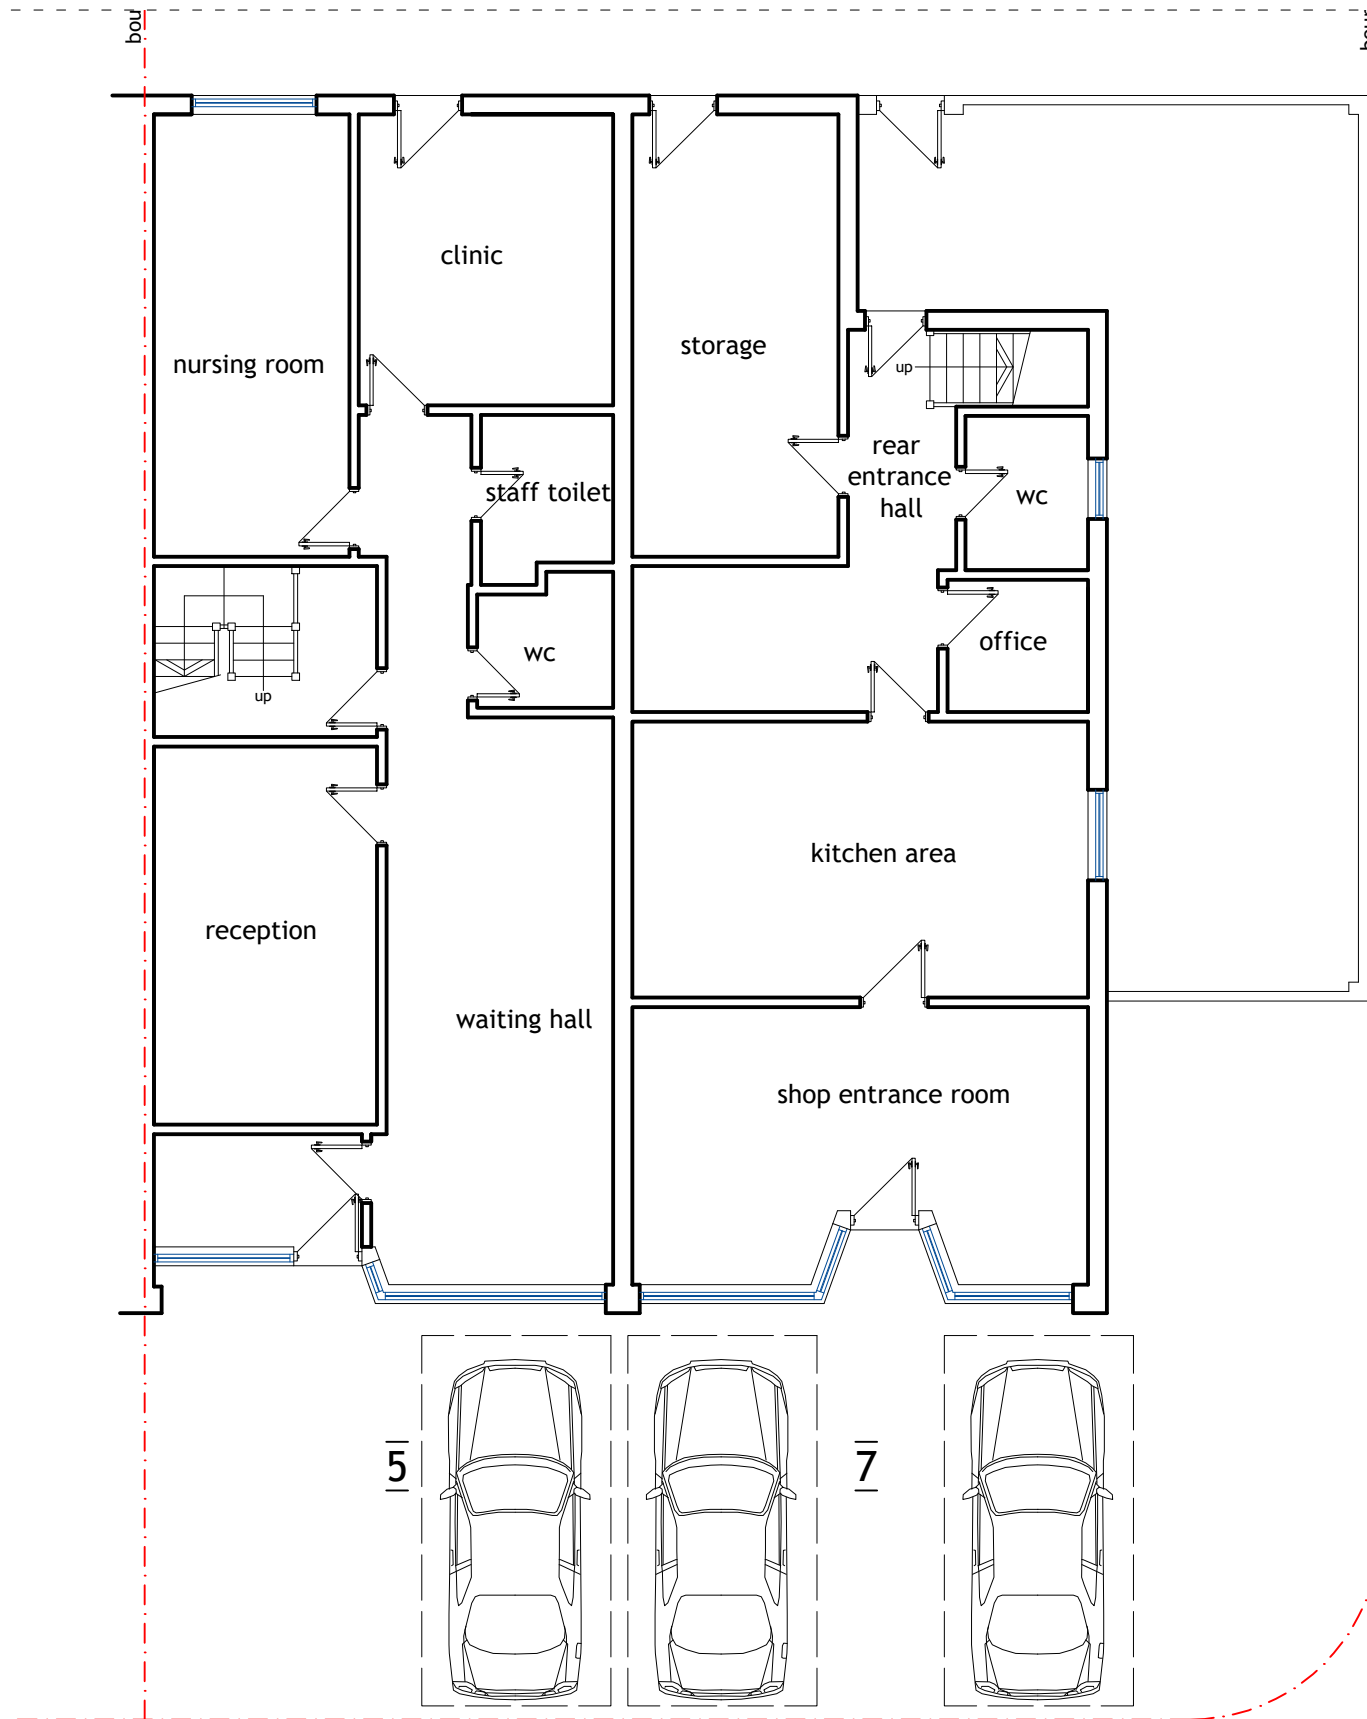 bou
clinic
nursing room
storage
up
rear
entrance
hall
wc
staff toilet
office
wc
up
kitchen area
reception
waiting hall
shop entrance room
5
7